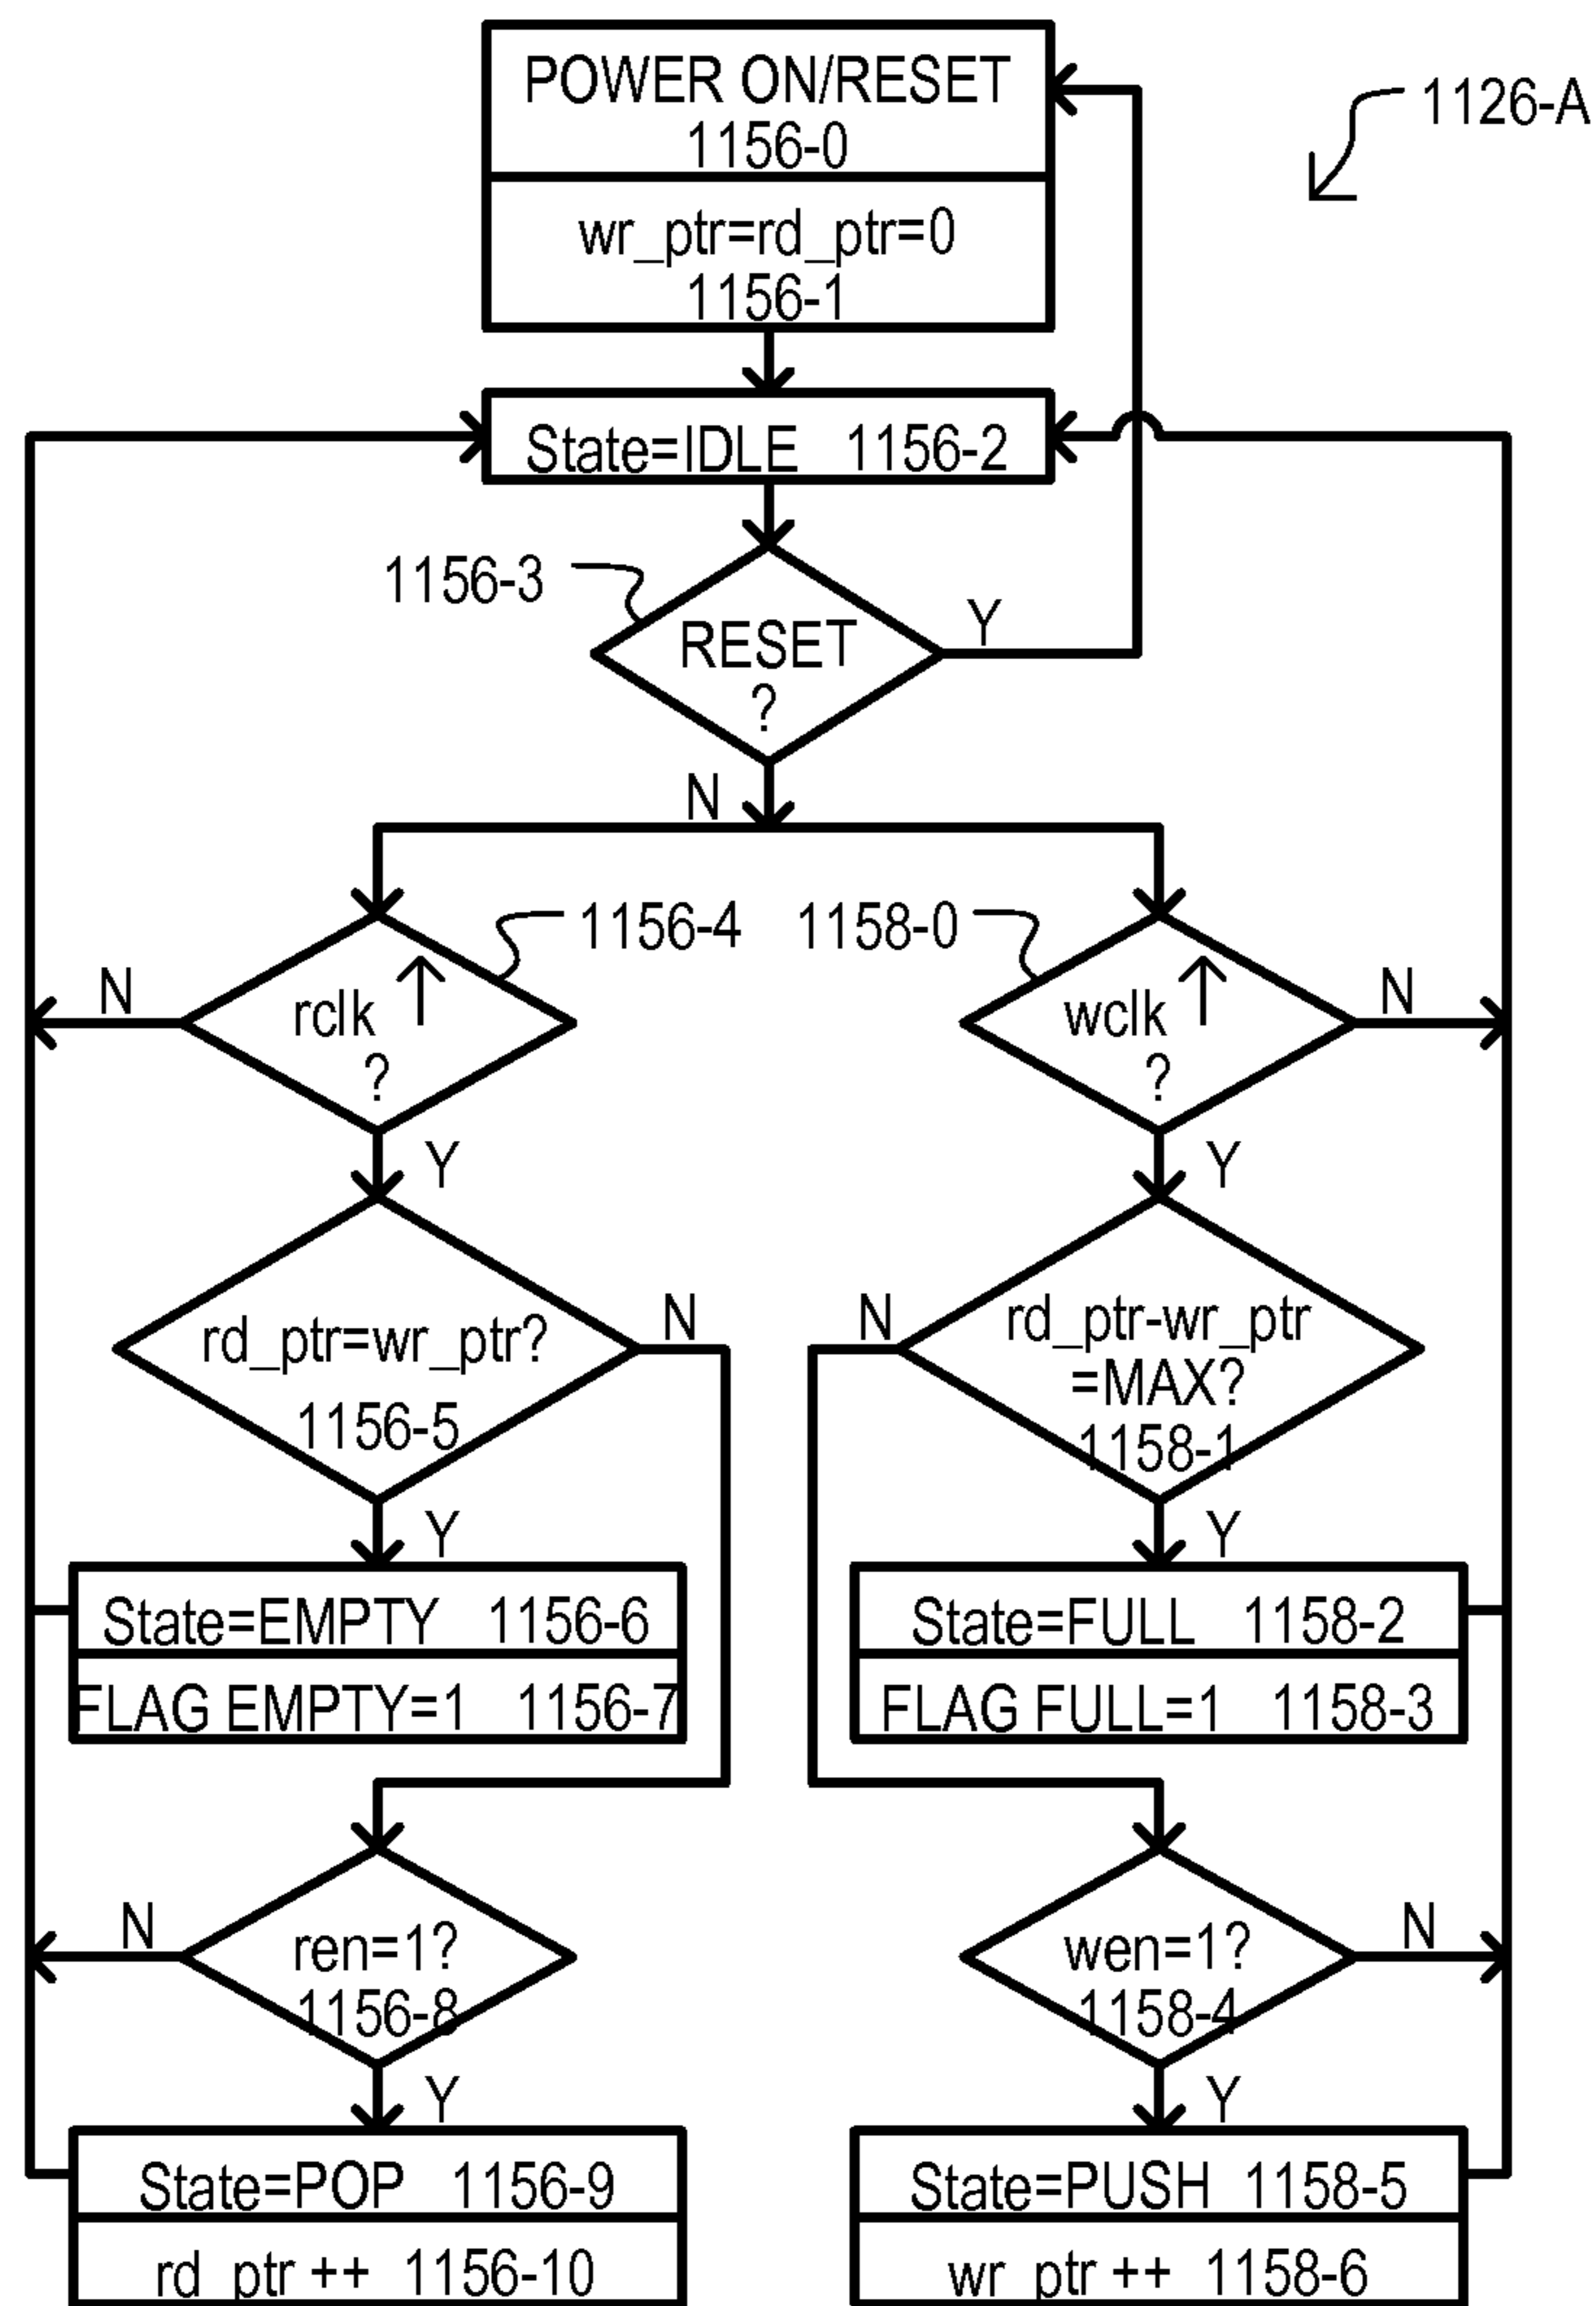 POWER ON/RESET
1156-0
1126-A
wr_ptr=rd_ptr=0
1156-1
State=IDLE 1156-2
1156-3
RESET
?
Y
N
1156-4
1158-0
rclk ↑
?
N
Y
wclk ↑
?
N
Y
rd_ptr=wr_ptr?
1156-5
N
Y
rd_ptr-wr_ptr
=MAX?
1158-1
N
Y
State=EMPTY 1156-6
FLAG EMPTY=1 1156-7
State=FULL 1158-2
FLAG FULL=1 1158-3
ren=1?
1156-8
N
Y
wen=1?
1158-4
N
Y
State=POP 1156-9
rd_ptr ++ 1156-10
State=PUSH 1158-5
wr_ptr ++ 1158-6